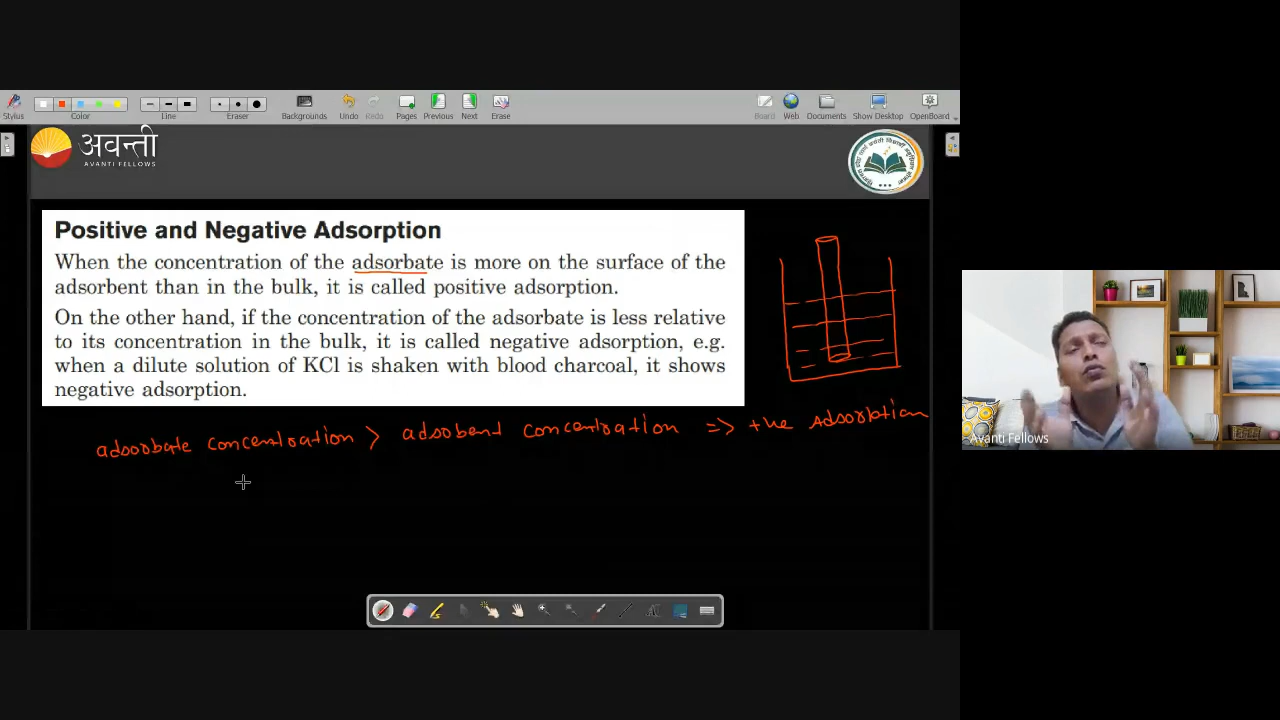 Stylus Color Line Eraser Backgrounds Undo Redo Pages Previous Next Erase Board Web Documents Show Desktop OpenBoard
अवन्ती
AVANTI FELLOWS
Positive and Negative Adsorption
When the concentration of the adsorbate is more on the surface of the
adsorbent than in the bulk, it is called positive adsorption.
On the other hand, if the concentration of the adsorbate is less relative
to its concentration in the bulk, it is called negative adsorption, e.g.
when a dilute solution of KCl is shaken with blood charcoal, it shows
negative adsorption.
adsorbate concentration > adsorbent concentration => +ve Adsorption
Avanti Fellows